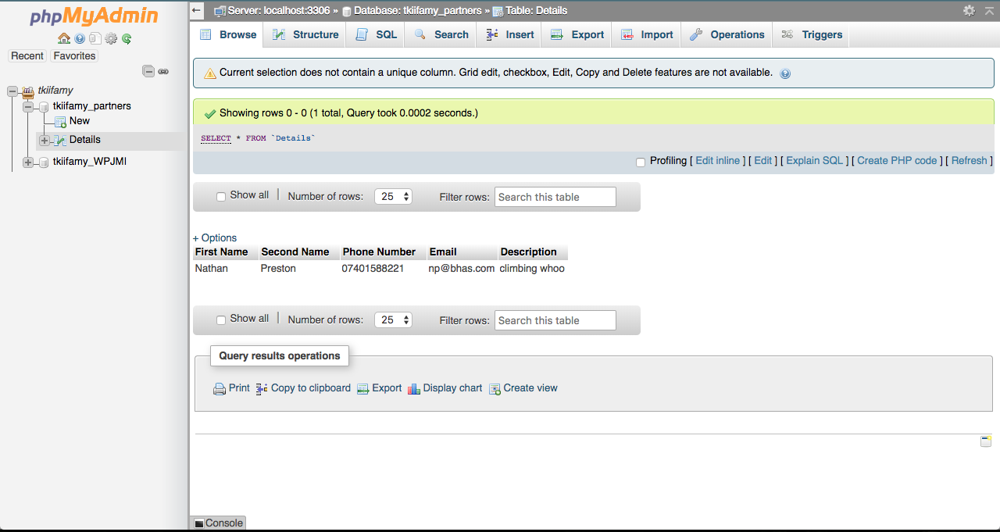 phpMyAdmin
Recent Favorites
tkiifamy
tkiifamy_partners
New
Details
tkiifamy_WPJMI
Server: localhost:3306 » Database: tkiifamy_partners » Table: Details
Browse Structure SQL Search Insert Export Import Operations Triggers
Current selection does not contain a unique column. Grid edit, checkbox, Edit, Copy and Delete features are not available.
Showing rows 0 - 0 (1 total, Query took 0.0002 seconds.)
SELECT * FROM `Details`
Profiling [ Edit inline ] [ Edit ] [ Explain SQL ] [ Create PHP code ] [ Refresh ]
Show all | Number of rows: 25 Filter rows: Search this table
+ Options
First Name Second Name Phone Number Email Description
Nathan Preston 07401588221 np@bhas.com climbing whoo
Show all | Number of rows: 25 Filter rows: Search this table
Query results operations
Print Copy to clipboard Export Display chart Create view
Console